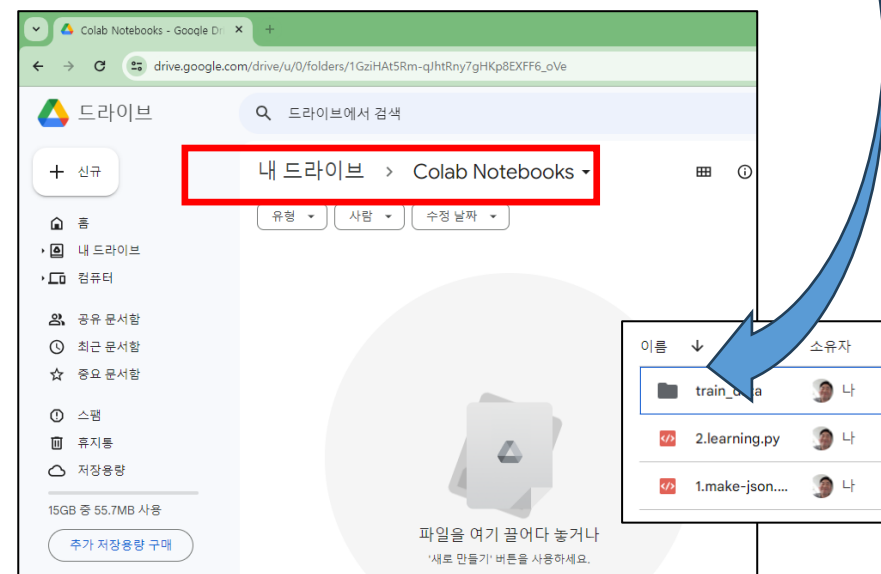 Colab Notebooks - Google Dri
drive.google.com/drive/u/0/folders/1GziHAt5Rm-qJhtRny7gHKp8EXFF6_oVe
드라이브
드라이브에서 검색
신규
내 드라이브 > Colab Notebooks
유형 사람 수정 날짜
홈
내 드라이브
컴퓨터
공유 문서함
최근 문서함
중요 문서함
스팸
휴지통
저장용량
15GB 중 55.7MB 사용
추가 저장용량 구매
파일을 여기 끌어다 놓거나
'새로 만들기' 버튼을 사용하세요.
이름 소유자
나
2.learning.py 나
1.make-json.... 나